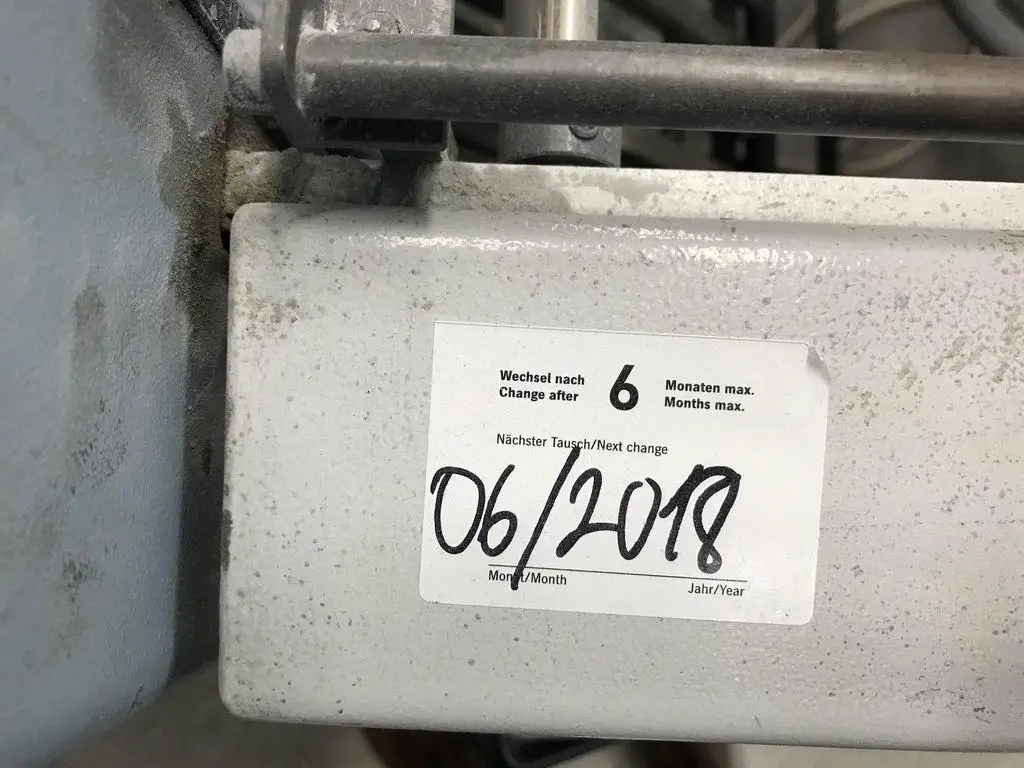 Wechsel nach 6 Monaten max.
Change after Months max.
Nächster Tausch/Next change
06/2018
Monat/Month Jahr/Year